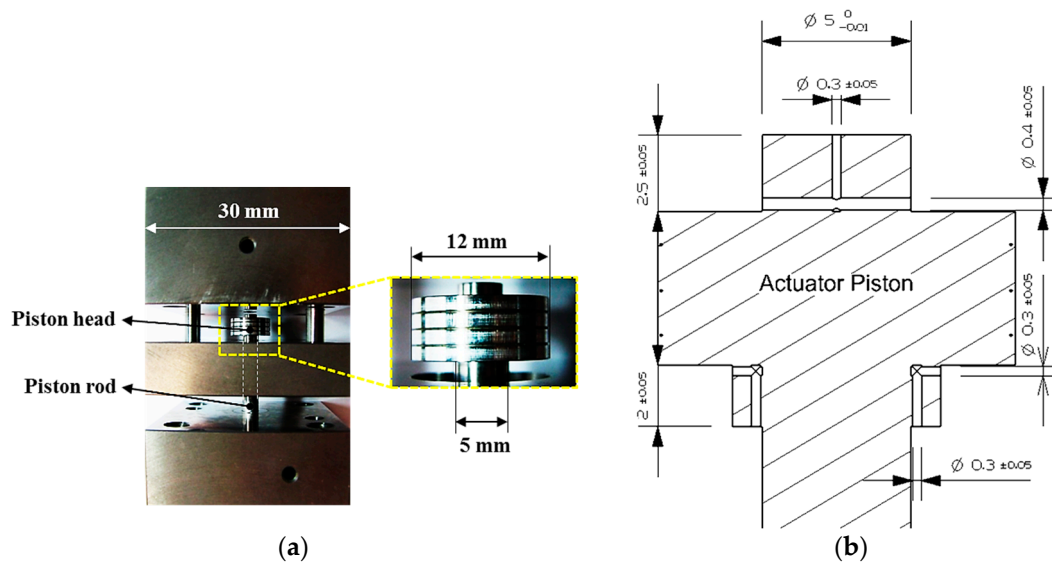 30 mm
12 mm
Piston head
Piston rod
5 mm
(a)
Ø 5 0 -0.01
Ø 0.3 ±0.05
Ø 0.4 ±0.05
2.5 ±0.05
Actuator Piston
Ø 0.3 ±0.05
2 ±0.05
Ø 0.3 ±0.05
(b)